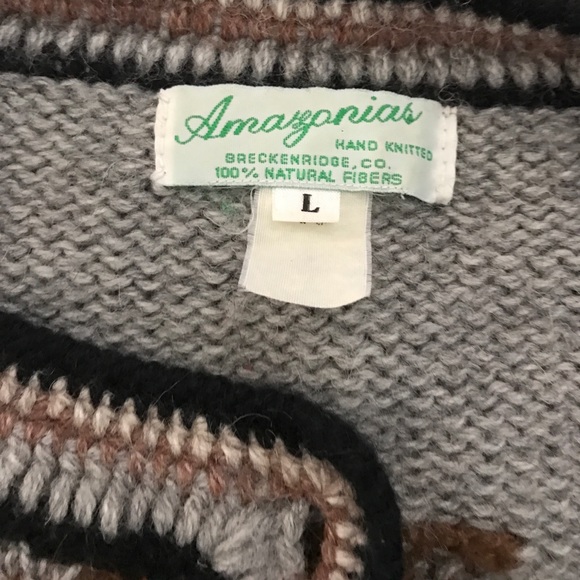 Amazonias
HAND KNITTED
BRECKENRIDGE, CO.
100% NATURAL FIBERS
L